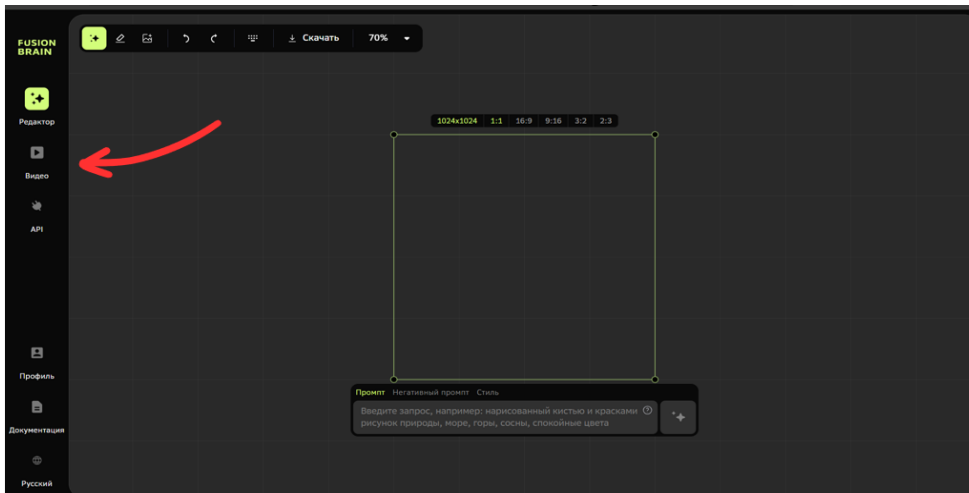 FUSION
BRAIN
Скачать
70%
Редактор
Видео
API
1024x1024 1:1 16:9 9:16 3:2 2:3
Промпт Негативный промпт Стиль
Введите запрос, например: нарисованный кистью и красками
рисунок природы, море, горы, сосны, спокойные цвета
Профиль
Документация
Русский